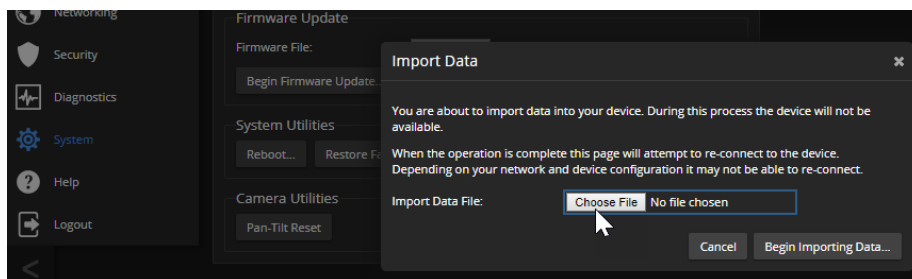 Networking
Security
Diagnostics
System
Help
Logout
Firmware Update
Firmware File:
Begin Firmware Update
System Utilities
Reboot...
Restore Fa
Camera Utilities
Pan-Tilt Reset
Import Data
You are about to import data into your device. During this process the device will not be
available.
When the operation is complete this page will attempt to re-connect to the device.
Depending on your network and device configuration it may not be able to re-connect.
Import Data File:
Choose File No file chosen
Cancel
Begin Importing Data...